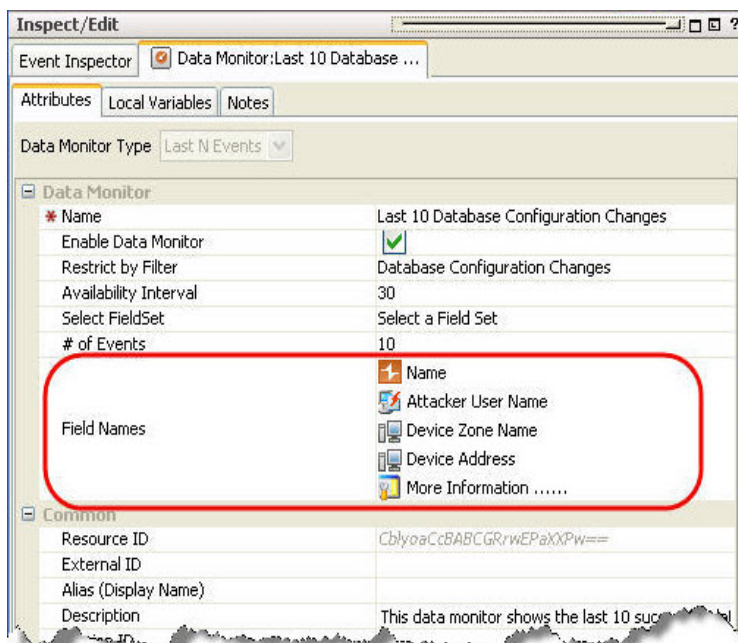 Inspect/Edit ?
Event Inspector Data Monitor:Last 10 Database ...
Attributes Local Variables Notes
Data Monitor Type Last N Events
Data Monitor
* Name Last 10 Database Configuration Changes
Enable Data Monitor
Restrict by Filter Database Configuration Changes
Availability Interval 30
Select FieldSet Select a Field Set
# of Events 10
Field Names
Name
Attacker User Name
Device Zone Name
Device Address
More Information ......
Common
Resource ID CblyoaCcBABCGRrwEPaXXPw==
External ID
Alias (Display Name)
Description This data monitor shows the last 10
ID